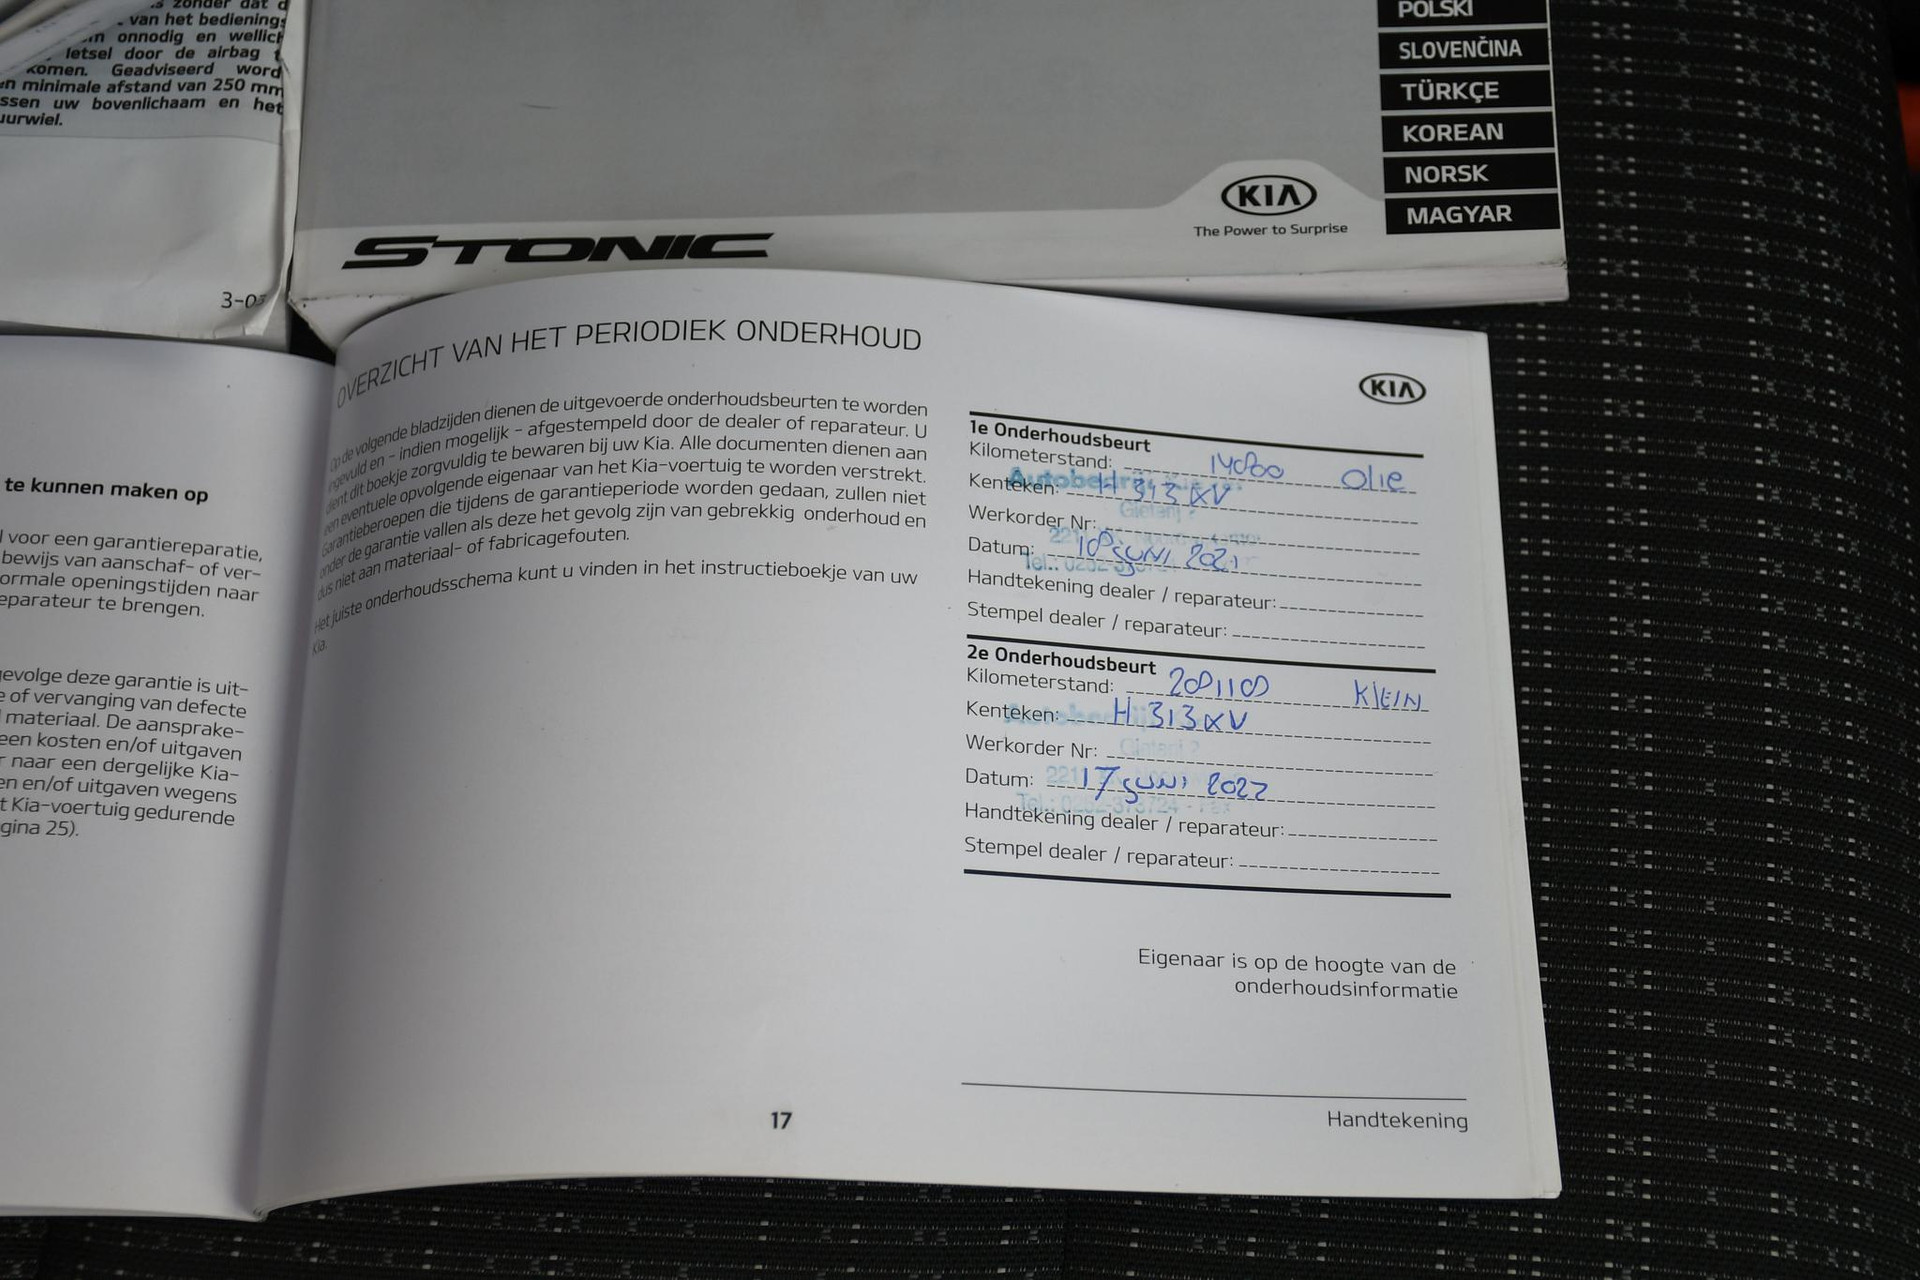 zonder dat
van het bediening
onnodig en
letsel door de airbag
komen. Geadviseerd word
minimale afstand van 250 mm
ssen uw bovenlichaam en het
uurwiel.
3-0
POLSKI
SLOVENČINA
TÜRKÇE
KOREAN
NORSK
MAGYAR
KIA
The Power to Surprise
STONIC
te kunnen maken op
voor een garantiereparatie,
bewijs van aanschaf- of ver-
ormale openingstijden naar
eparateur te brengen.
gevolge deze garantie is uit-
e of vervanging van defecte
materiaal. De aansprake-
een kosten en/of uitgaven
r naar een dergelijke Kia-
en en/of uitgaven wegens
t Kia-voertuig gedurende
gina 25).
OVERZICHT VAN HET PERIODIEK ONDERHOUD
Op de volgende bladzijden dienen de uitgevoerde onderhoudsbeurten te worden
ingevuld en - indien mogelijk - afgestempeld door de dealer of reparateur. U
dient dit boekje zorgvuldig te bewaren bij uw Kia. Alle documenten dienen aan
een eventuele opvolgende eigenaar van het Kia-voertuig te worden verstrekt.
Garantieberoepen die tijdens de garantieperiode worden gedaan, zullen niet
onder de garantie vallen als deze het gevolg zijn van gebrekkig onderhoud en
dus niet aan materiaal- of fabricagefouten.
Het juiste onderhoudsschema kunt u vinden in het instructieboekje van uw
Kia.
KIA
1e Onderhoudsbeurt
Kilometerstand: 14800 Olie
Kenteken: H 313 XV
Werkorder Nr:
Datum: 18 juni 2021
Handtekening dealer / reparateur:
Stempel dealer / reparateur:
2e Onderhoudsbeurt
Kilometerstand: 28118 KLEIN
Kenteken: H 313 XV
Werkorder Nr:
Datum: 17 juni 2022
Handtekening dealer / reparateur:
Stempel dealer / reparateur:
Eigenaar is op de hoogte van de
onderhoudsinformatie
Handtekening
17